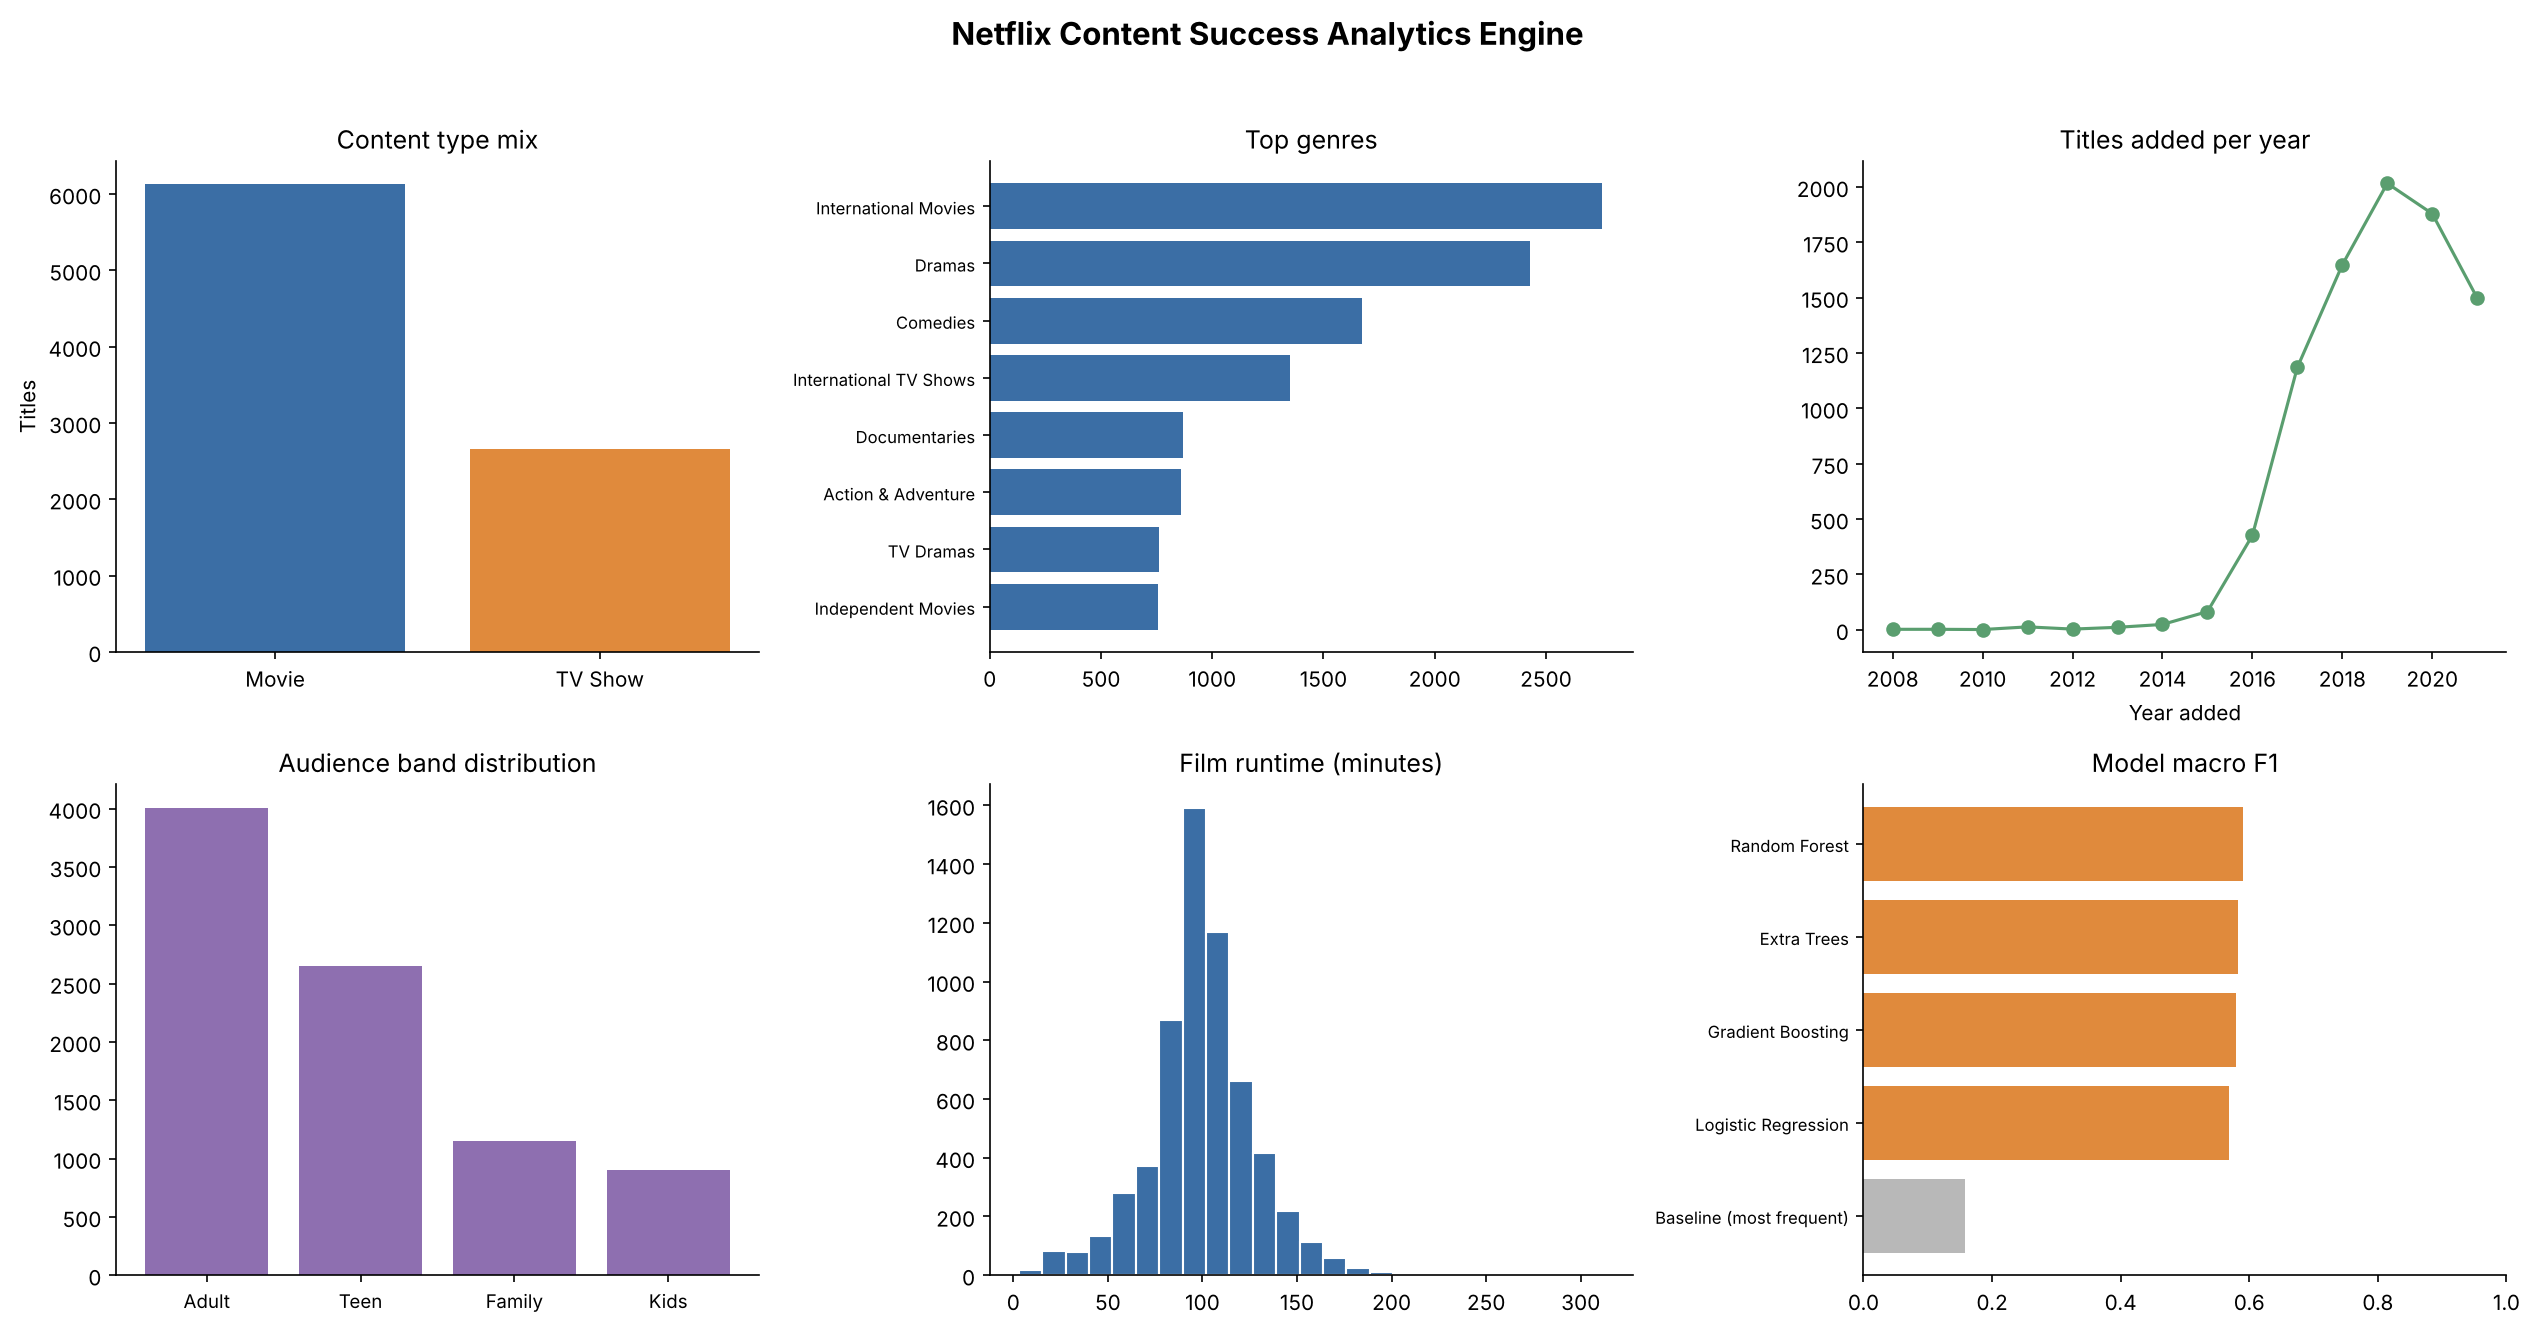 Netflix Content Success Analytics Engine
Content type mix
Titles
6000
5000
4000
3000
2000
1000
0
Movie
TV Show
Top genres
International Movies
Dramas
Comedies
International TV Shows
Documentaries
Action & Adventure
TV Dramas
Independent Movies
0
500
1000
1500
2000
2500
Titles added per year
2000
1750
1500
1250
1000
750
500
250
0
2008
2010
2012
2014
2016
2018
2020
Year added
Audience band distribution
4000
3500
3000
2500
2000
1500
1000
500
0
Adult
Teen
Family
Kids
Film runtime (minutes)
1600
1400
1200
1000
800
600
400
200
0
0
50
100
150
200
250
300
Model macro F1
Random Forest
Extra Trees
Gradient Boosting
Logistic Regression
Baseline (most frequent)
0.0
0.2
0.4
0.6
0.8
1.0